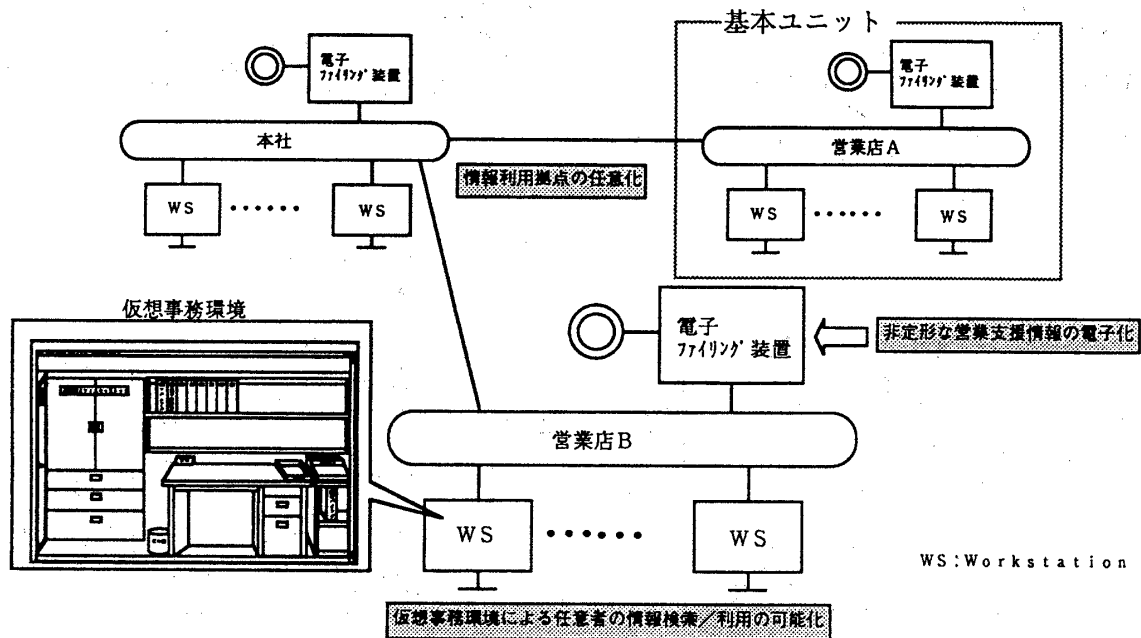 基本ユニット
電子
ﾌｧｲﾘﾝｸﾞ装置
本社
WS
......
WS
電子
ﾌｧｲﾘﾝｸﾞ装置
営業店A
WS
......
WS
情報利用拠点の任意化
仮想事務環境
電子
ﾌｧｲﾘﾝｸﾞ装置
非定形な営業支援情報の電子化
営業店B
WS
......
WS
WS:Workstation
仮想事務環境による任意者の情報検索／利用の可能化